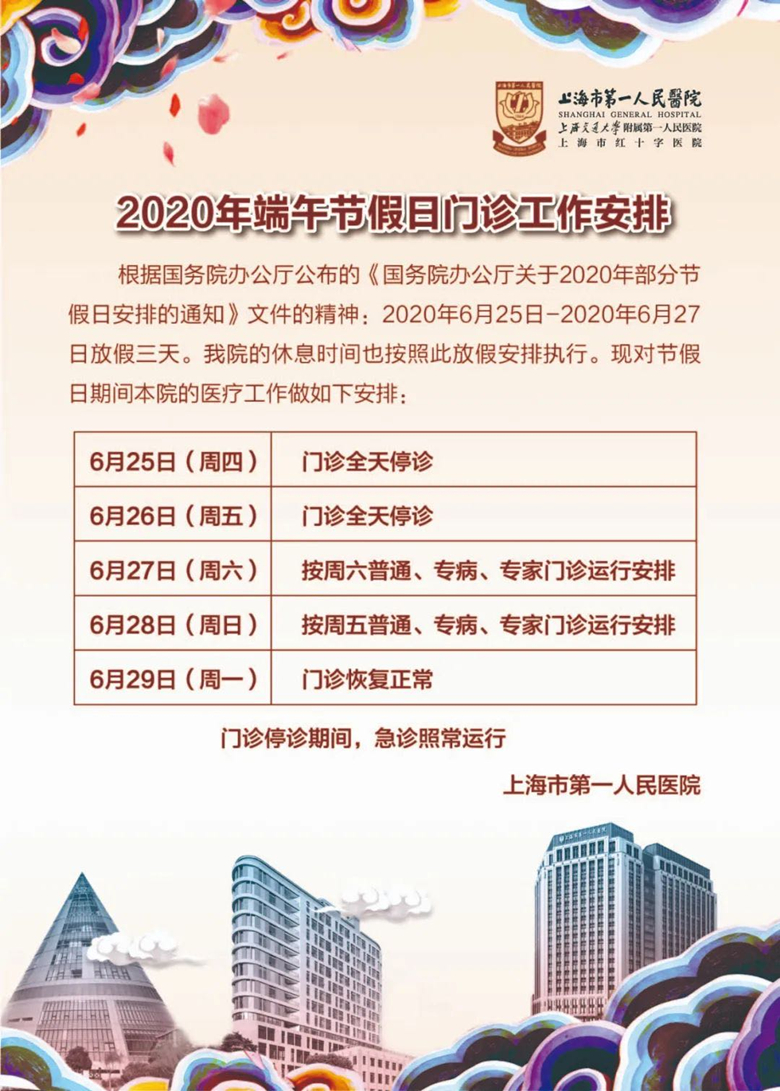 上海市第一人民醫院
SHANGHAI GENERAL HOSPITAL
上海交通大學附属第一人民医院
上海市红十字医院
2020年端午节假日门诊工作安排
根据国务院办公厅公布的《国务院办公厅关于2020年部分节
假日安排的通知》文件的精神：2020年6月25日-2020年6月27
日放假三天。我院的休息时间也按照此放假安排执行。现对节假
日期间本院的医疗工作做如下安排：
6月25日（周四） 门诊全天停诊
6月26日（周五） 门诊全天停诊
6月27日（周六） 按周六普通、专病、专家门诊运行安排
6月28日（周日） 按周五普通、专病、专家门诊运行安排
6月29日（周一） 门诊恢复正常
门诊停诊期间，急诊照常运行
上海市第一人民医院